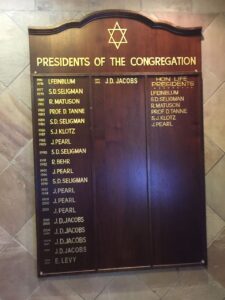 PRESIDENTS OF THE CONGREGATION
I.FEINBLUM
S.D. SELIGMAN
R. MATUSON
PROF. D. TANNE
S.D. SELIGMAN
S.J. KLOTZ
J. PEARL
S.D. SELIGMAN
R. BEHR
J. PEARL
S.D. SELIGMAN
J. PEARL
J. PEARL
J. PEARL
J.D. JACOBS
J.D. JACOBS
J.D. JACOBS
J.D. JACOBS
E. LEVY
J.D. JACOBS
HON LIFE
PRESIDENTS
I.FEINBLUM
S.D. SELIGMAN
R. MATUSON
PROF. D. TANNE
S.J. KLOTZ
J. PEARL